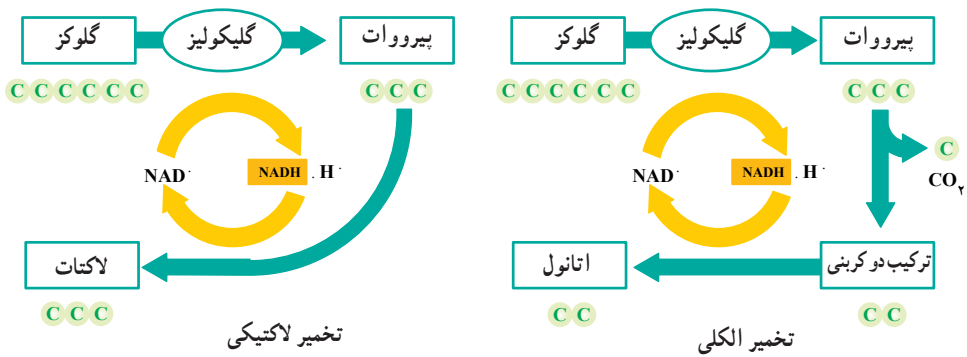 گلوکز
گلیکولیز
پیرووات
C C C C C C
C C C
NAD
NADH . H
لاکتات
C C C
تخمیر لاکتیکی
گلوکز
گلیکولیز
پیرووات
C C C C C C
C C C
C
CO۲
NAD
NADH . H
اتانول
ترکیب دو کربنی
C C
C C
تخمیر الکلی